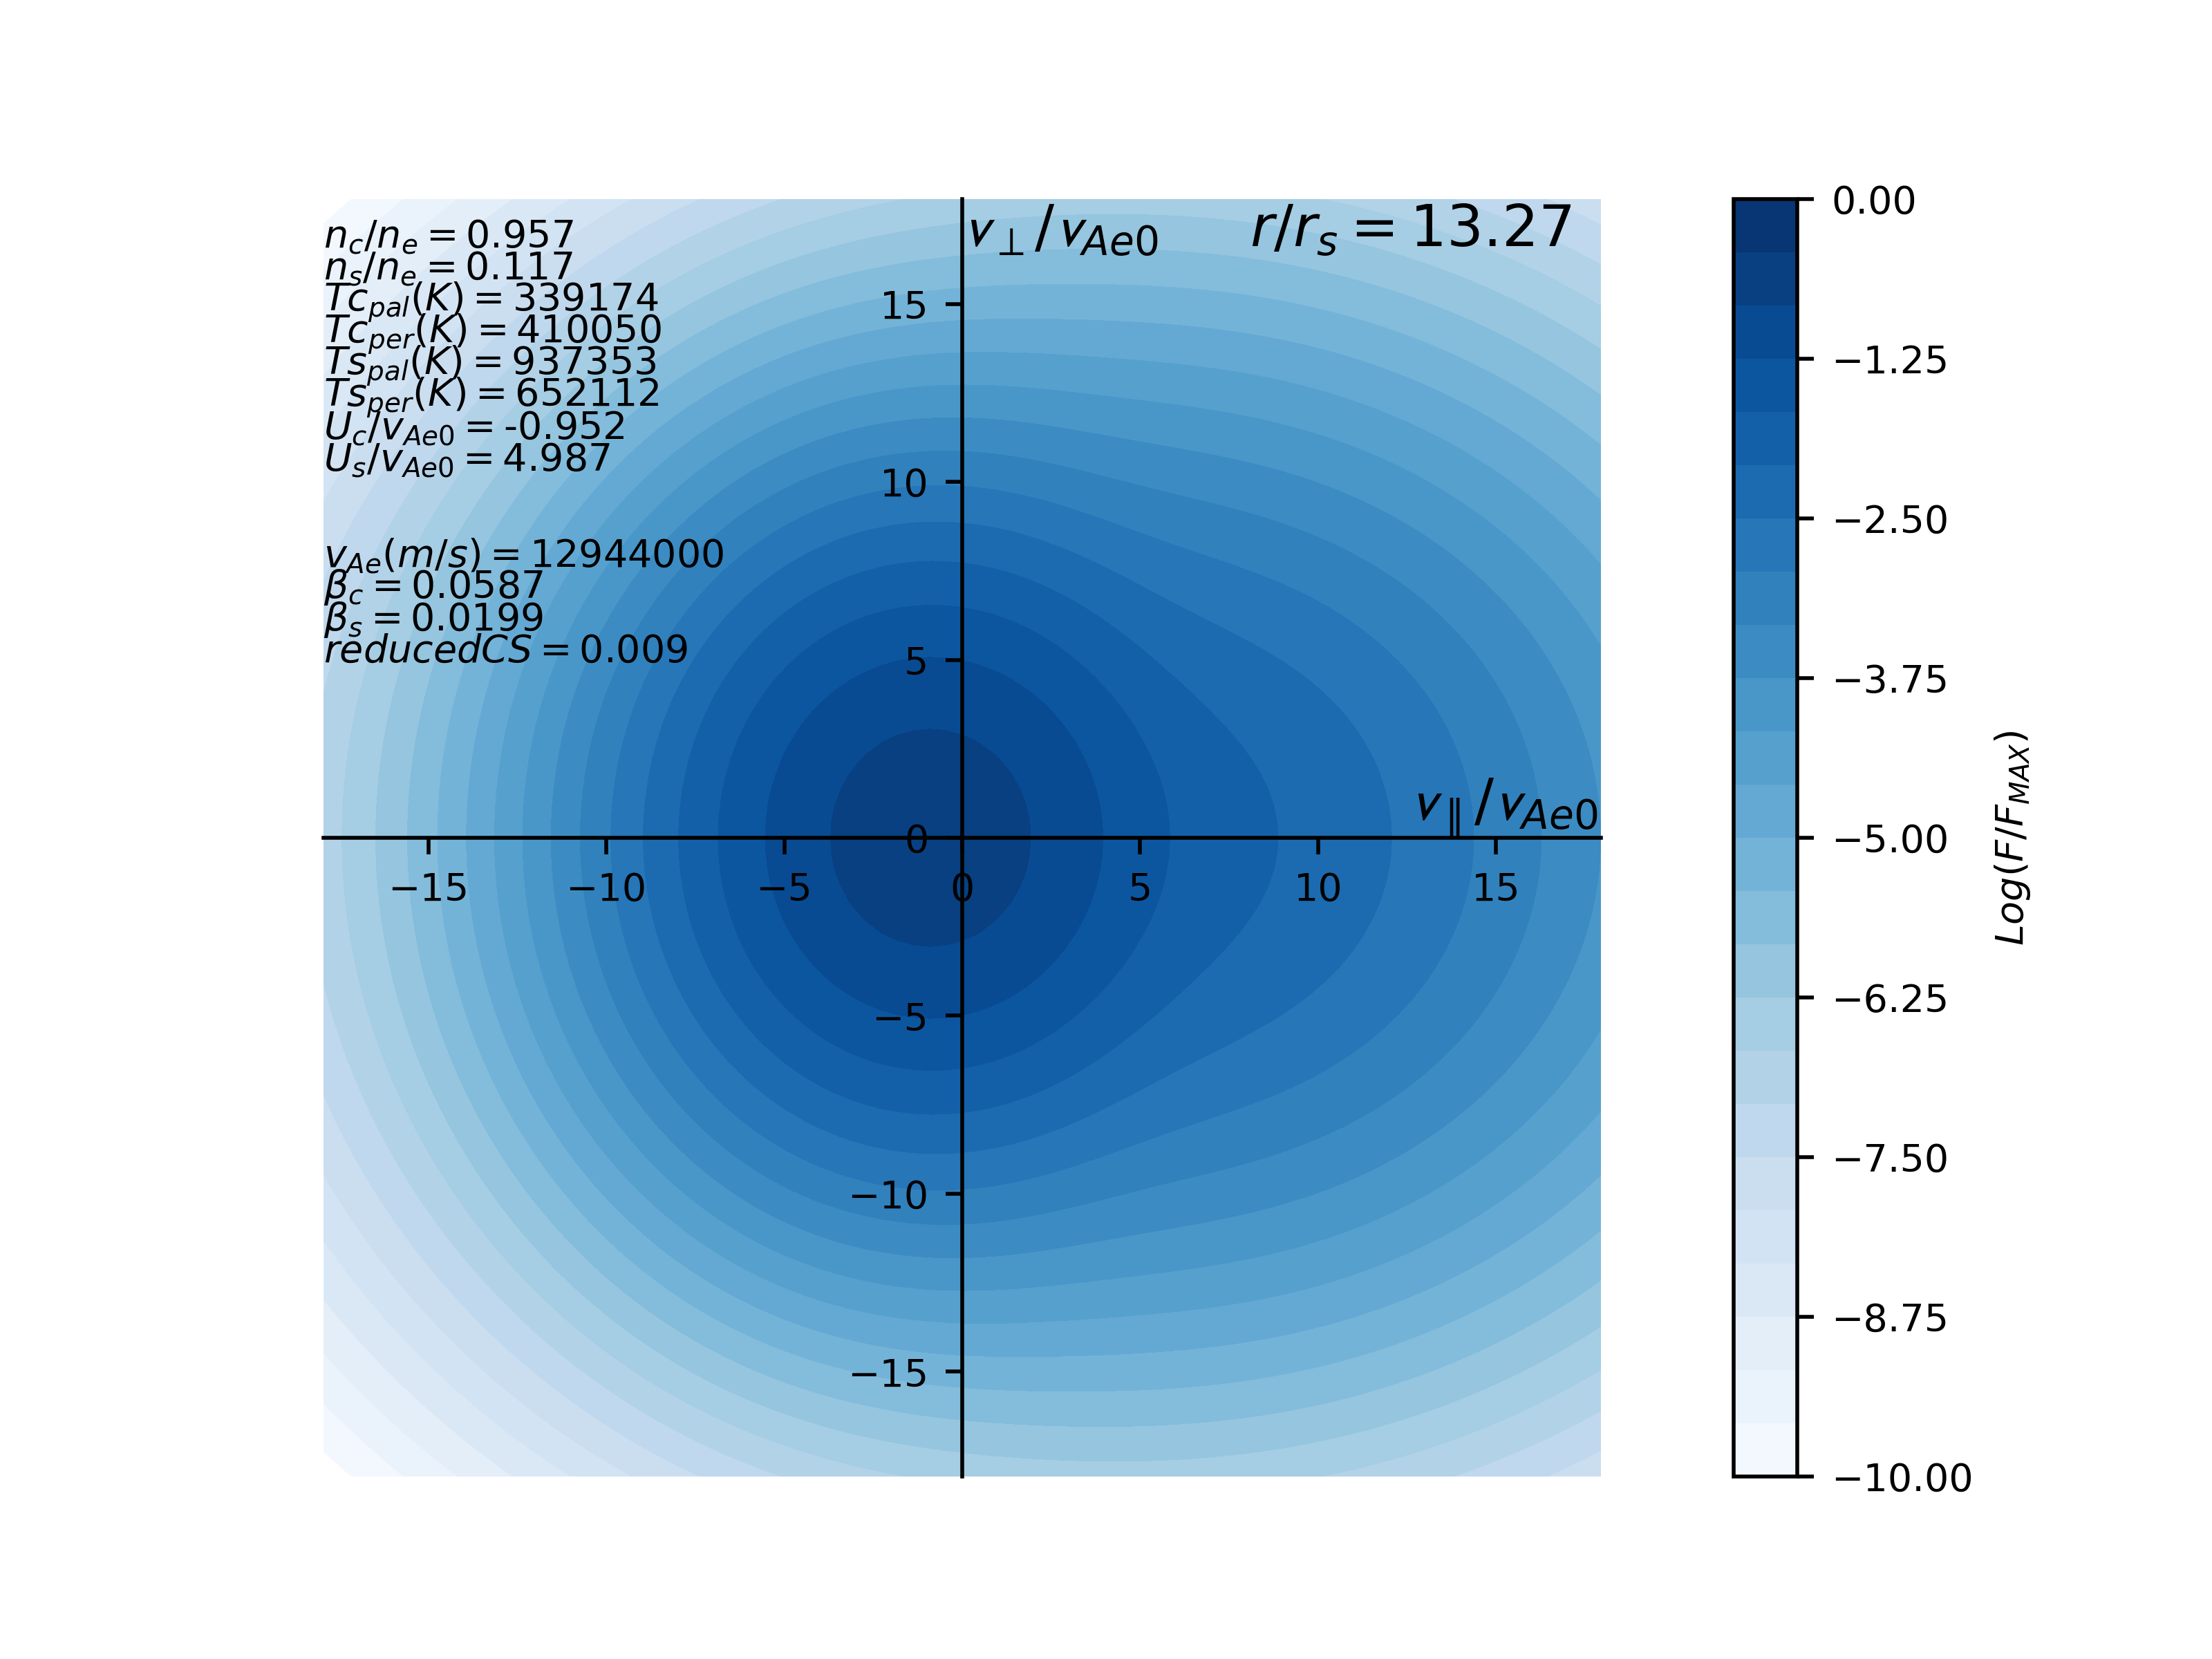 n_c/n_e = 0.957
n_s/n_e = 0.117
Tc_pal(K) = 339174
Tc_per(K) = 410050
Ts_pal(K) = 937353
Ts_per(K) = 652112
U_c/v_Ae0 = -0.952
U_s/v_Ae0 = 4.987
v_Ae(m/s) = 12944000
β_c = 0.0587
β_s = 0.0199
reducedCS = 0.009
v_⊥/v_Ae0
r/r_s = 13.27
15
10
5
0
−5
−10
−15
v_∥/v_Ae0
−15 −10 −5 0 5 10 15
0.00
−1.25
−2.50
−3.75
−5.00
−6.25
−7.50
−8.75
−10.00
Log(F/F_MAX)